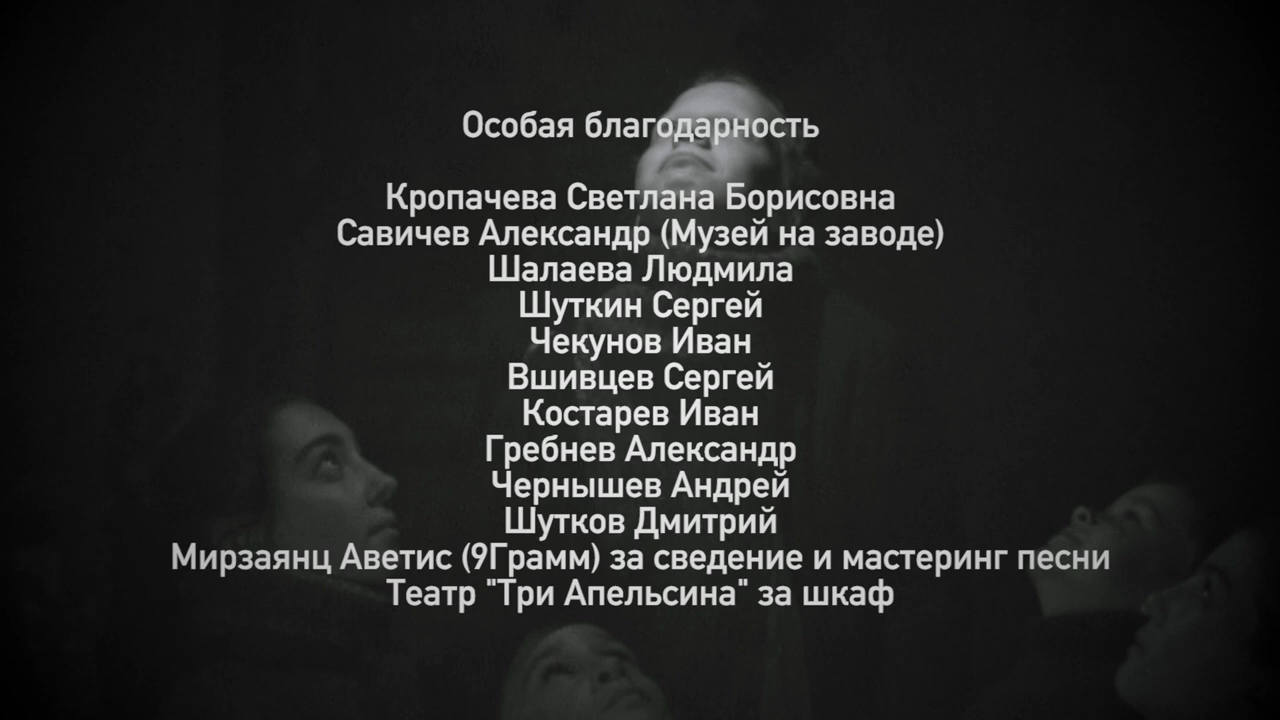 Особая благодарность
Кропачева Светлана Борисовна
Савичев Александр (Музей на заводе)
Шалаева Людмила
Шуткин Сергей
Чекунов Иван
Вшивцев Сергей
Костарев Иван
Гребнев Александр
Чернышев Андрей
Шутков Дмитрий
Мирзаянц Аветис (9Грамм) за сведение и мастеринг песни
Театр "Три Апельсина" за шкаф